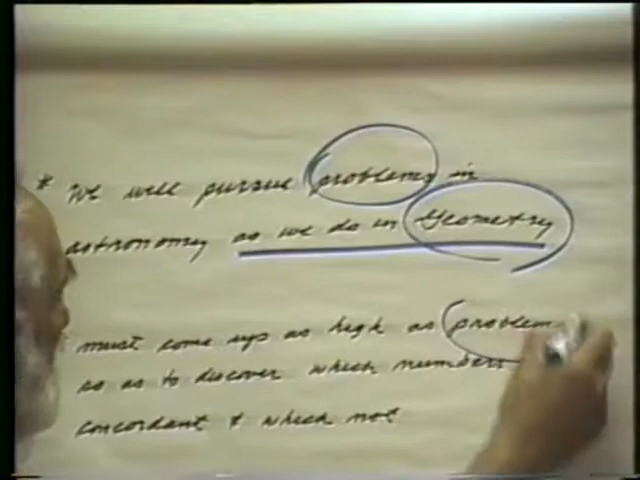 * We will pursue problems in
astronomy as we do in Geometry
must come up as high as problem
so as to discover which numbers
concordant & which not